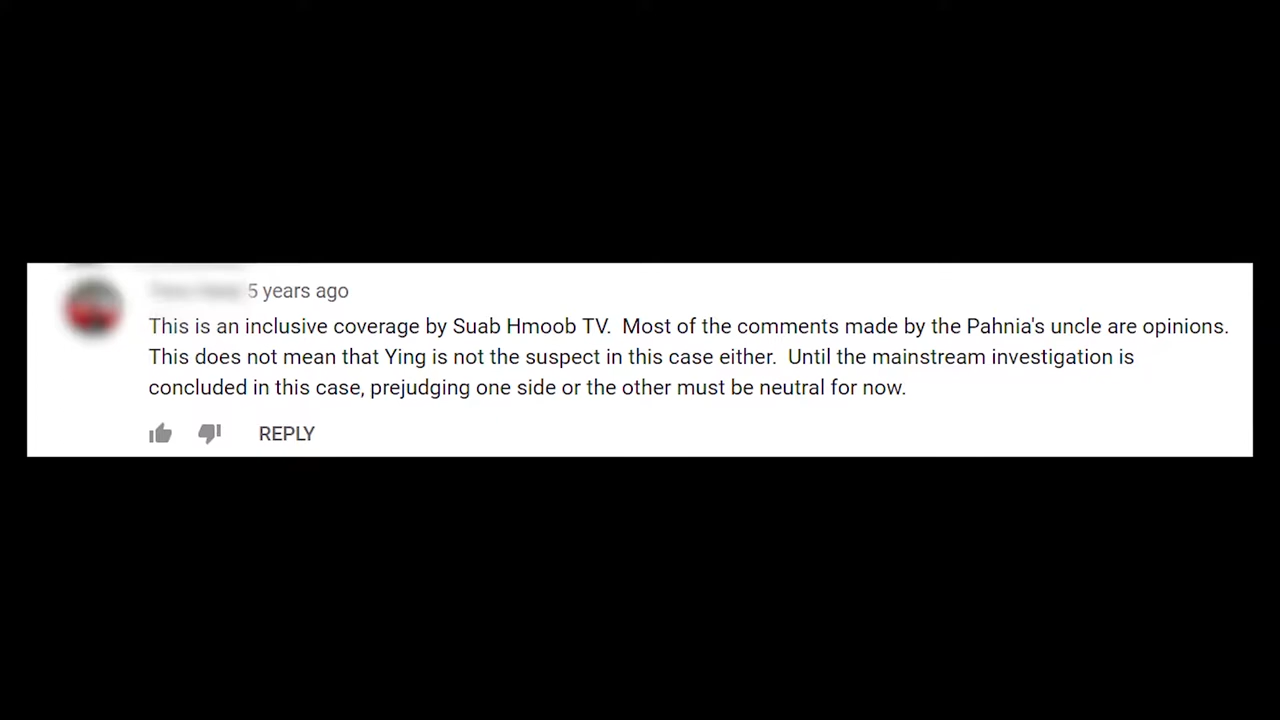 5 years ago
This is an inclusive coverage by Suab Hmoob TV.  Most of the comments made by the Pahnia's uncle are opinions.
This does not mean that Ying is not the suspect in this case either.  Until the mainstream investigation is
concluded in this case, prejudging one side or the other must be neutral for now.
REPLY